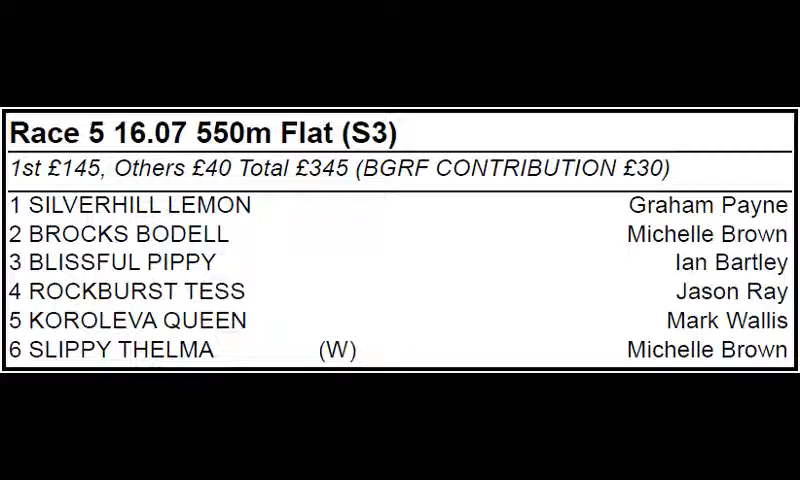 Race 5 16.07 550m Flat (S3)
1st £145, Others £40 Total £345 (BGRF CONTRIBUTION £30)
1 SILVERHILL LEMON Graham Payne
2 BROCKS BODELL Michelle Brown
3 BLISSFUL PIPPY Ian Bartley
4 ROCKBURST TESS Jason Ray
5 KOROLEVA QUEEN Mark Wallis
6 SLIPPY THELMA (W) Michelle Brown